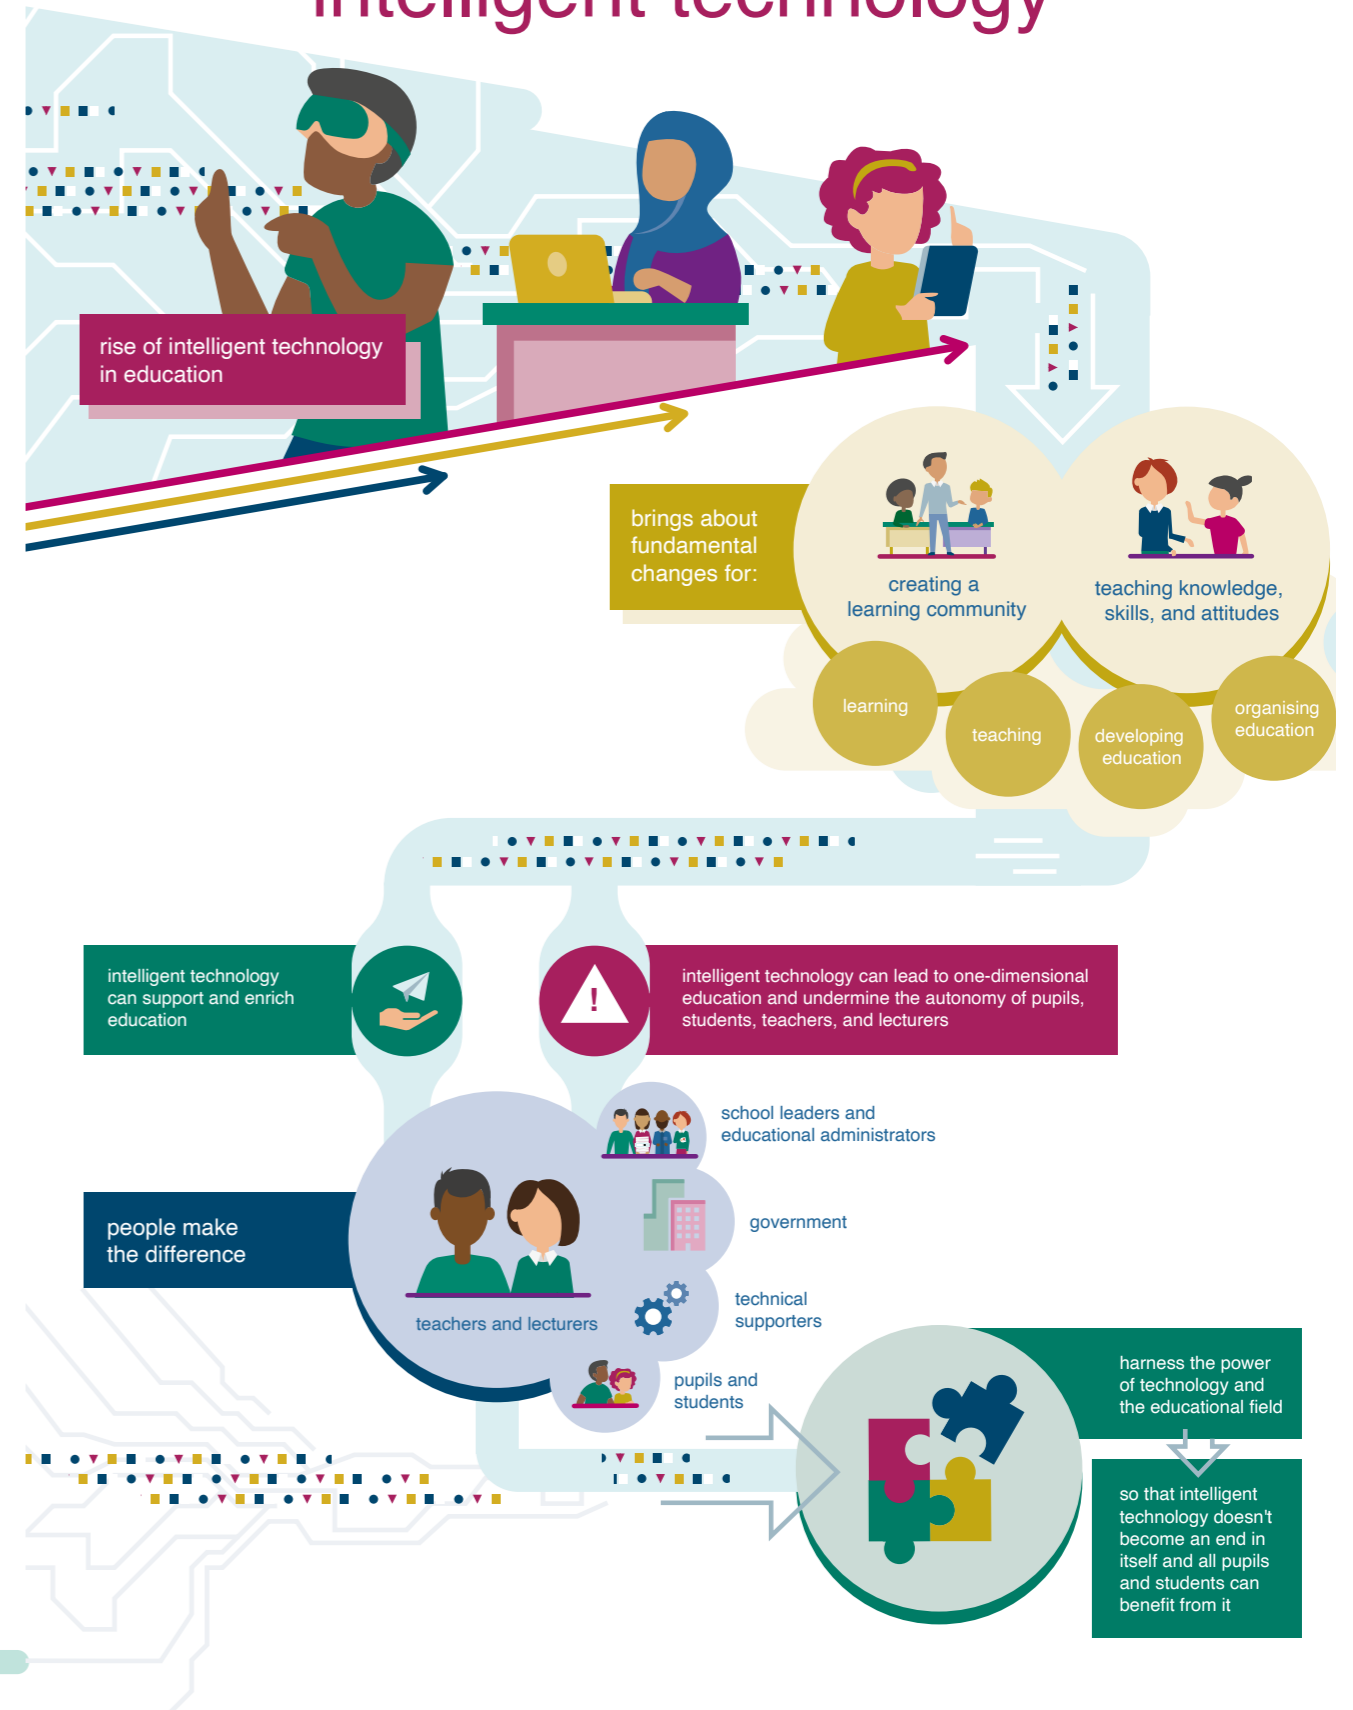 intelligent technology
rise of intelligent technology
in education
brings about
fundamental
changes for:
creating a
learning community
teaching knowledge,
skills, and attitudes
learning
teaching
developing
education
organising
education
intelligent technology
can support and enrich
education
!
intelligent technology can lead to one-dimensional
education and undermine the autonomy of pupils,
students, teachers, and lecturers
people make
the difference
teachers and lecturers
school leaders and
educational administrators
government
technical
supporters
pupils and
students
harness the power
of technology and
the educational field
so that intelligent
technology doesn't
become an end in
itself and all pupils
and students can
benefit from it